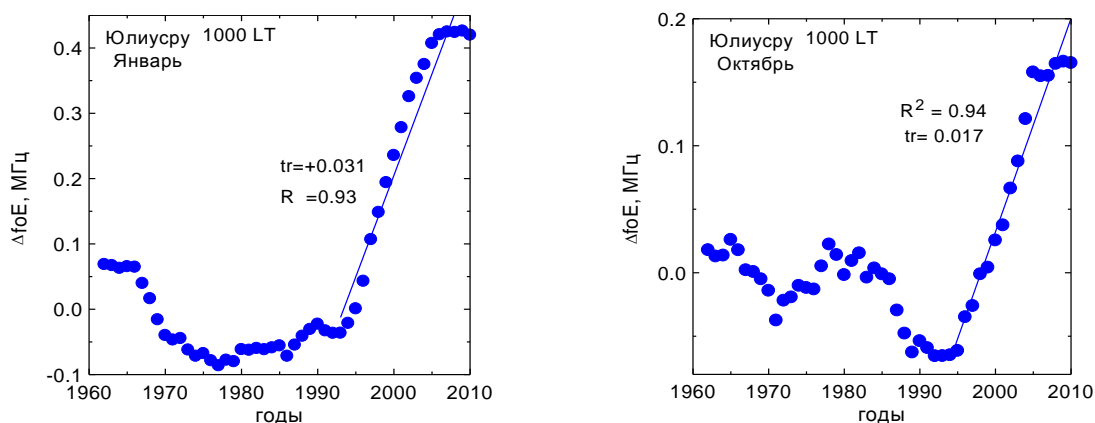 Юлиусру 1000 LT
Январь
tr=+0.031
R =0.93
ΔfoE, МГц
0.4
0.3
0.2
0.1
0.0
-0.1
1960 1970 1980 1990 2000 2010
годы
Юлиусру 1000 LT
Октябрь
R² = 0.94
tr= 0.017
ΔfoE, МГц
0.2
0.1
0.0
1960 1970 1980 1990 2000 2010
годы